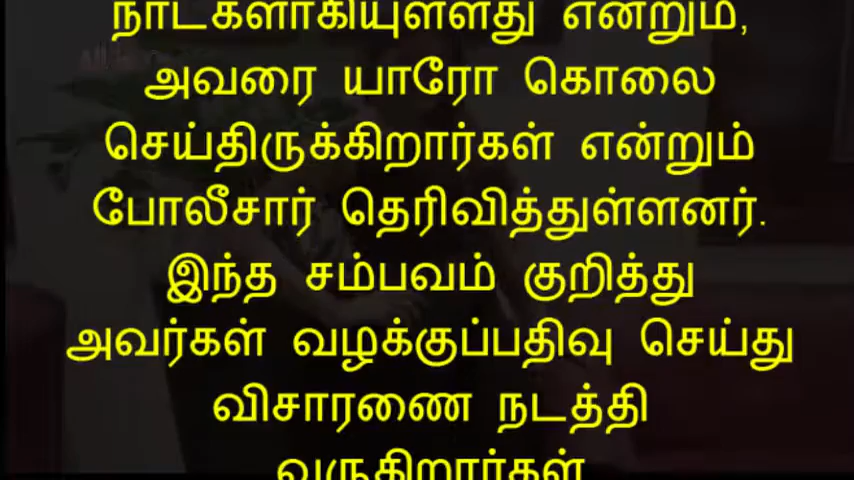 நாட்களாகியுள்ளது என்றும்,
அவரை யாரோ கொலை
செய்திருக்கிறார்கள் என்றும்
போலீசார் தெரிவித்துள்ளனர்.
இந்த சம்பவம் குறித்து
அவர்கள் வழக்குப்பதிவு செய்து
விசாரணை நடத்தி
வருகிறார்கள்